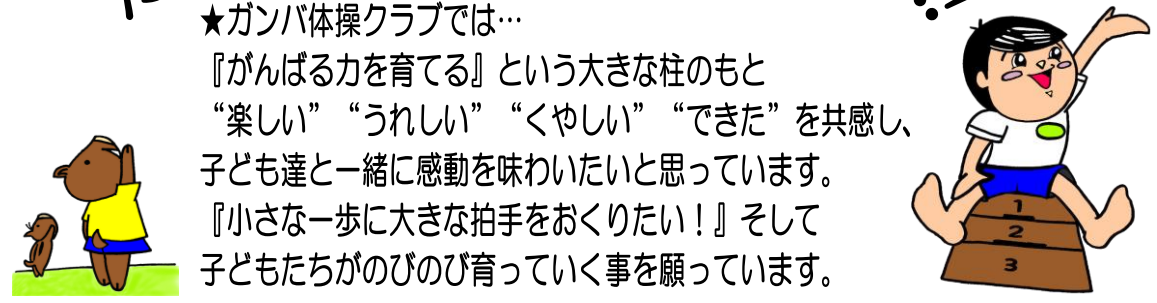 ★ガンバ体操クラブでは…
『がんばる力を育てる』という大きな柱のもと
“楽しい”“うれしい”“くやしい”“できた”を共感し、
子ども達と一緒に感動を味わいたいと思っています。
『小さな一歩に大きな拍手をおくりたい！』そして
子どもたちがのびのび育っていく事を願っています。
1
2
3